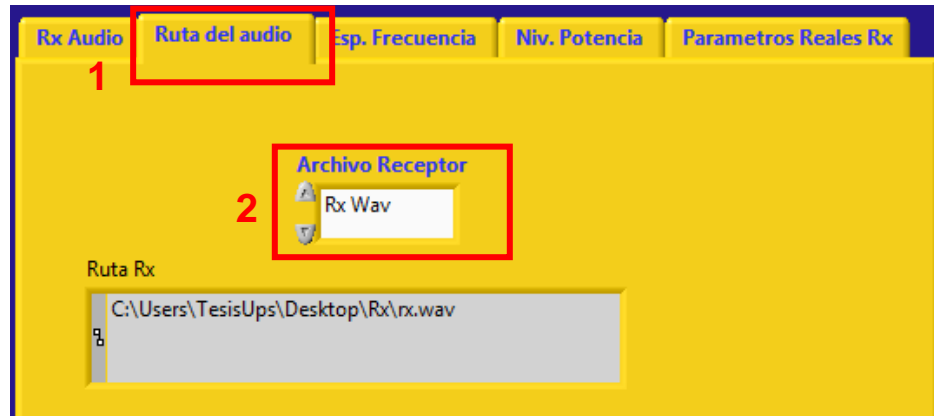 Rx Audio Ruta del audio Esp. Frecuencia Niv. Potencia Parametros Reales Rx
1
Archivo Receptor
2 Rx Wav
Ruta Rx
C:\Users\TesisUps\Desktop\Rx\rx.wav